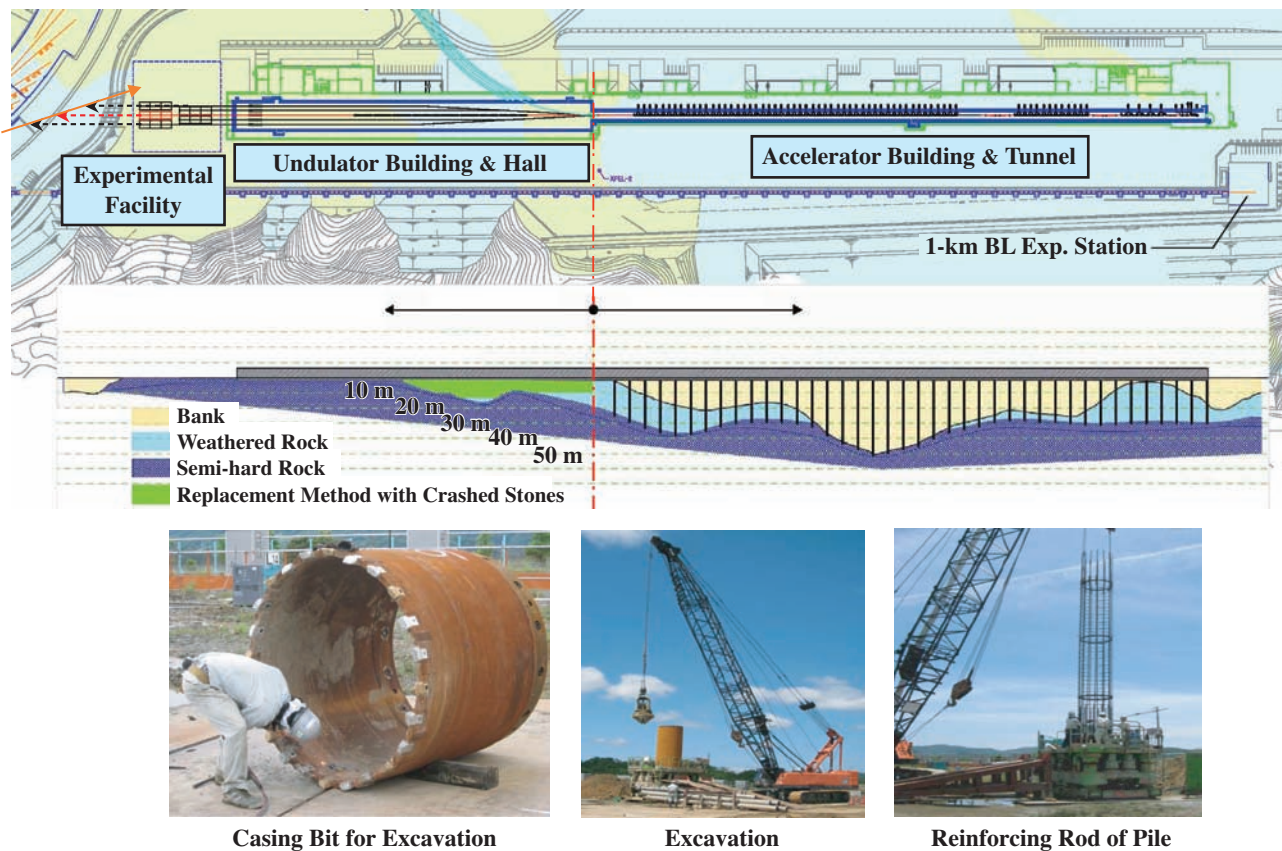 Experimental
Facility
Undulator Building & Hall
Accelerator Building & Tunnel
1-km BL Exp. Station
10 m
20 m
30 m
40 m
50 m
Bank
Weathered Rock
Semi-hard Rock
Replacement Method with Crashed Stones
Casing Bit for Excavation
Excavation
Reinforcing Rod of Pile